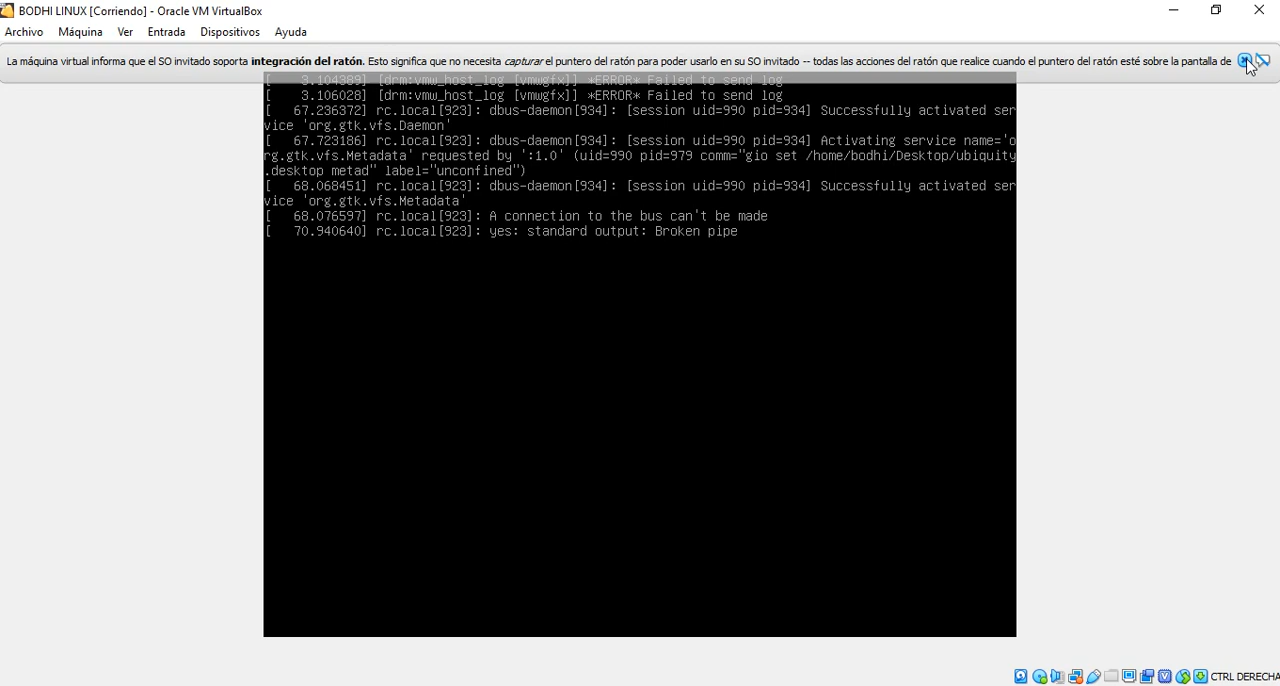 BODHI LINUX [Corriendo] - Oracle VM VirtualBox
Archivo Máquina Ver Entrada Dispositivos Ayuda
La máquina virtual informa que el SO invitado soporta integración del ratón. Esto significa que no necesita capturar el puntero del ratón para poder usarlo en su SO invitado -- todas las acciones del ratón que realice cuando el puntero del ratón esté sobre la pantalla de
[    3.104389] [drm:vmw_host_log [vmwgfx]] *ERROR* Failed to send log
[    3.106028] [drm:vmw_host_log [vmwgfx]] *ERROR* Failed to send log
[   67.236372] rc.local[923]: dbus-daemon[934]: [session uid=990 pid=934] Successfully activated ser
vice 'org.gtk.vfs.Daemon'
[   67.723186] rc.local[923]: dbus-daemon[934]: [session uid=990 pid=934] Activating service name='o
rg.gtk.vfs.Metadata' requested by ':1.0' (uid=990 pid=979 comm="gio set /home/bodhi/Desktop/ubiquity
.desktop metad" label="unconfined")
[   68.068451] rc.local[923]: dbus-daemon[934]: [session uid=990 pid=934] Successfully activated ser
vice 'org.gtk.vfs.Metadata'
[   68.076597] rc.local[923]: A connection to the bus can't be made
[   70.940640] rc.local[923]: yes: standard output: Broken pipe
CTRL DERECHA